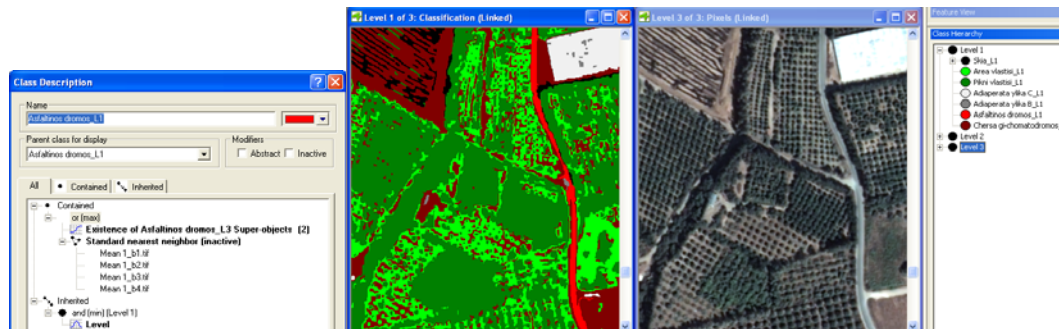 Class Description
Name
Asfaltinos dromos_L1
Parent class for display
Asfaltinos dromos_L1
Modifiers
Abstract
Inactive
All
Contained
Inherited
Contained
or (max)
Existence of Asfaltinos dromos_L3 Super-objects (2)
Standard nearest neighbor (inactive)
Mean 1_b1.tif
Mean 1_b2.tif
Mean 1_b3.tif
Mean 1_b4.tif
Inherited
and (min) (Level 1)
Level
Level 1 of 3: Classification (Linked)
Level 3 of 3: Pixels (Linked)
Feature View
Class Hierarchy
Level 1
Skia_L1
Area vlastisi_L1
Pikni vlastisi_L1
Adiaperata ylika C_L1
Adiaperata ylika B_L1
Asfaltinos dromos_L1
Chersa gi-chomatodromos
Level 2
Level 3